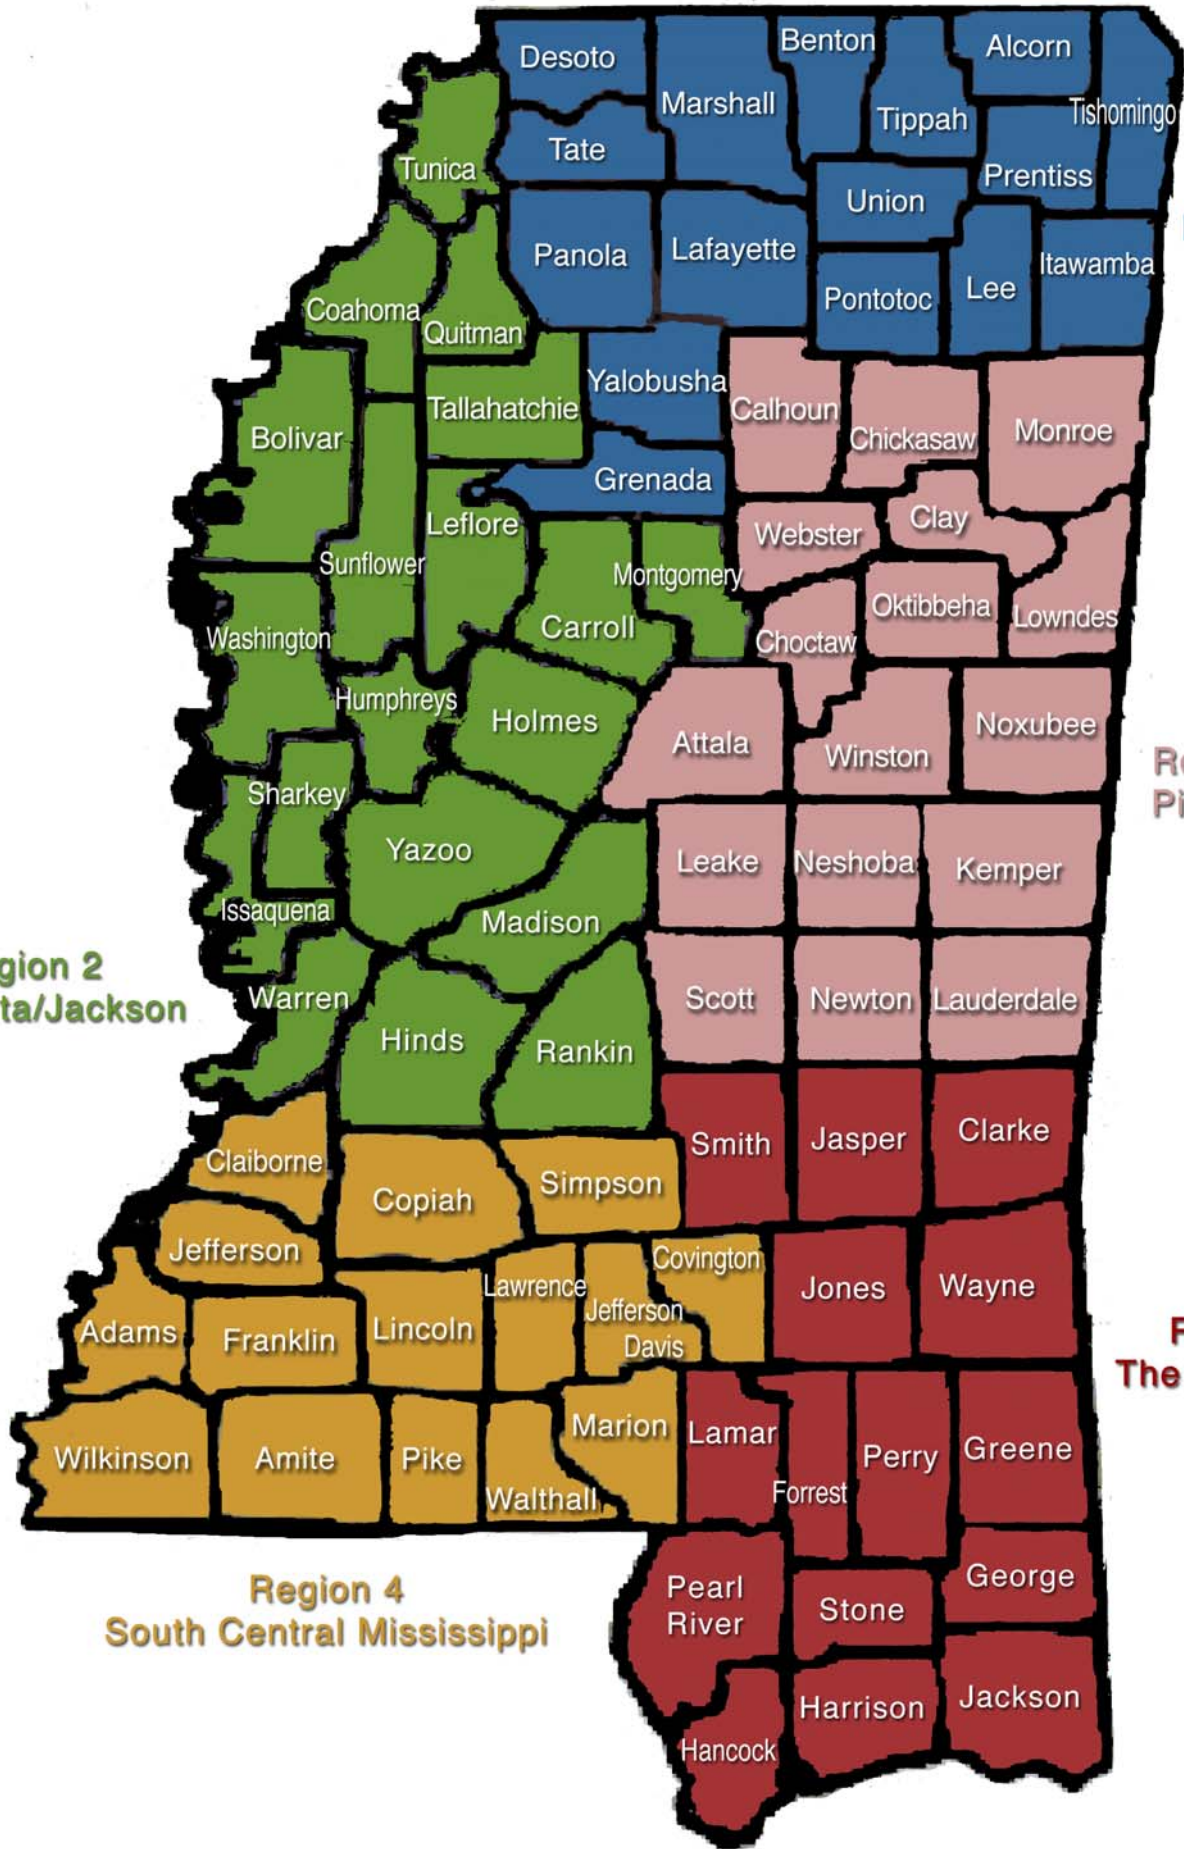 Desoto
Benton
Alcorn
Marshall
Tippah
Tishomingo
Tate
Tunica
Prentiss
Union
Panola
Lafayette
Itawamba
Pontotoc
Lee
Coahoma
Quitman
Yalobusha
Calhoun
Tallahatchie
Bolivar
Chickasaw
Monroe
Grenada
Leflore
Clay
Webster
Sunflower
Montgomery
Oktibbeha
Lowndes
Carroll
Washington
Choctaw
Humphreys
Holmes
Attala
Winston
Noxubee
Sharkey
Yazoo
Leake
Neshoba
Kemper
Issaquena
Madison
gion 2
ta/Jackson
Warren
Scott
Newton
Lauderdale
Hinds
Rankin
Smith
Jasper
Clarke
Claiborne
Copiah
Simpson
Jefferson
Lawrence
Covington
Jones
Wayne
Adams
Franklin
Lincoln
Jefferson
Davis
The
Wilkinson
Amite
Pike
Walthall
Marion
Lamar
Forrest
Perry
Greene
Region 4
South Central Mississippi
Pearl
River
Stone
George
Harrison
Jackson
Hancock